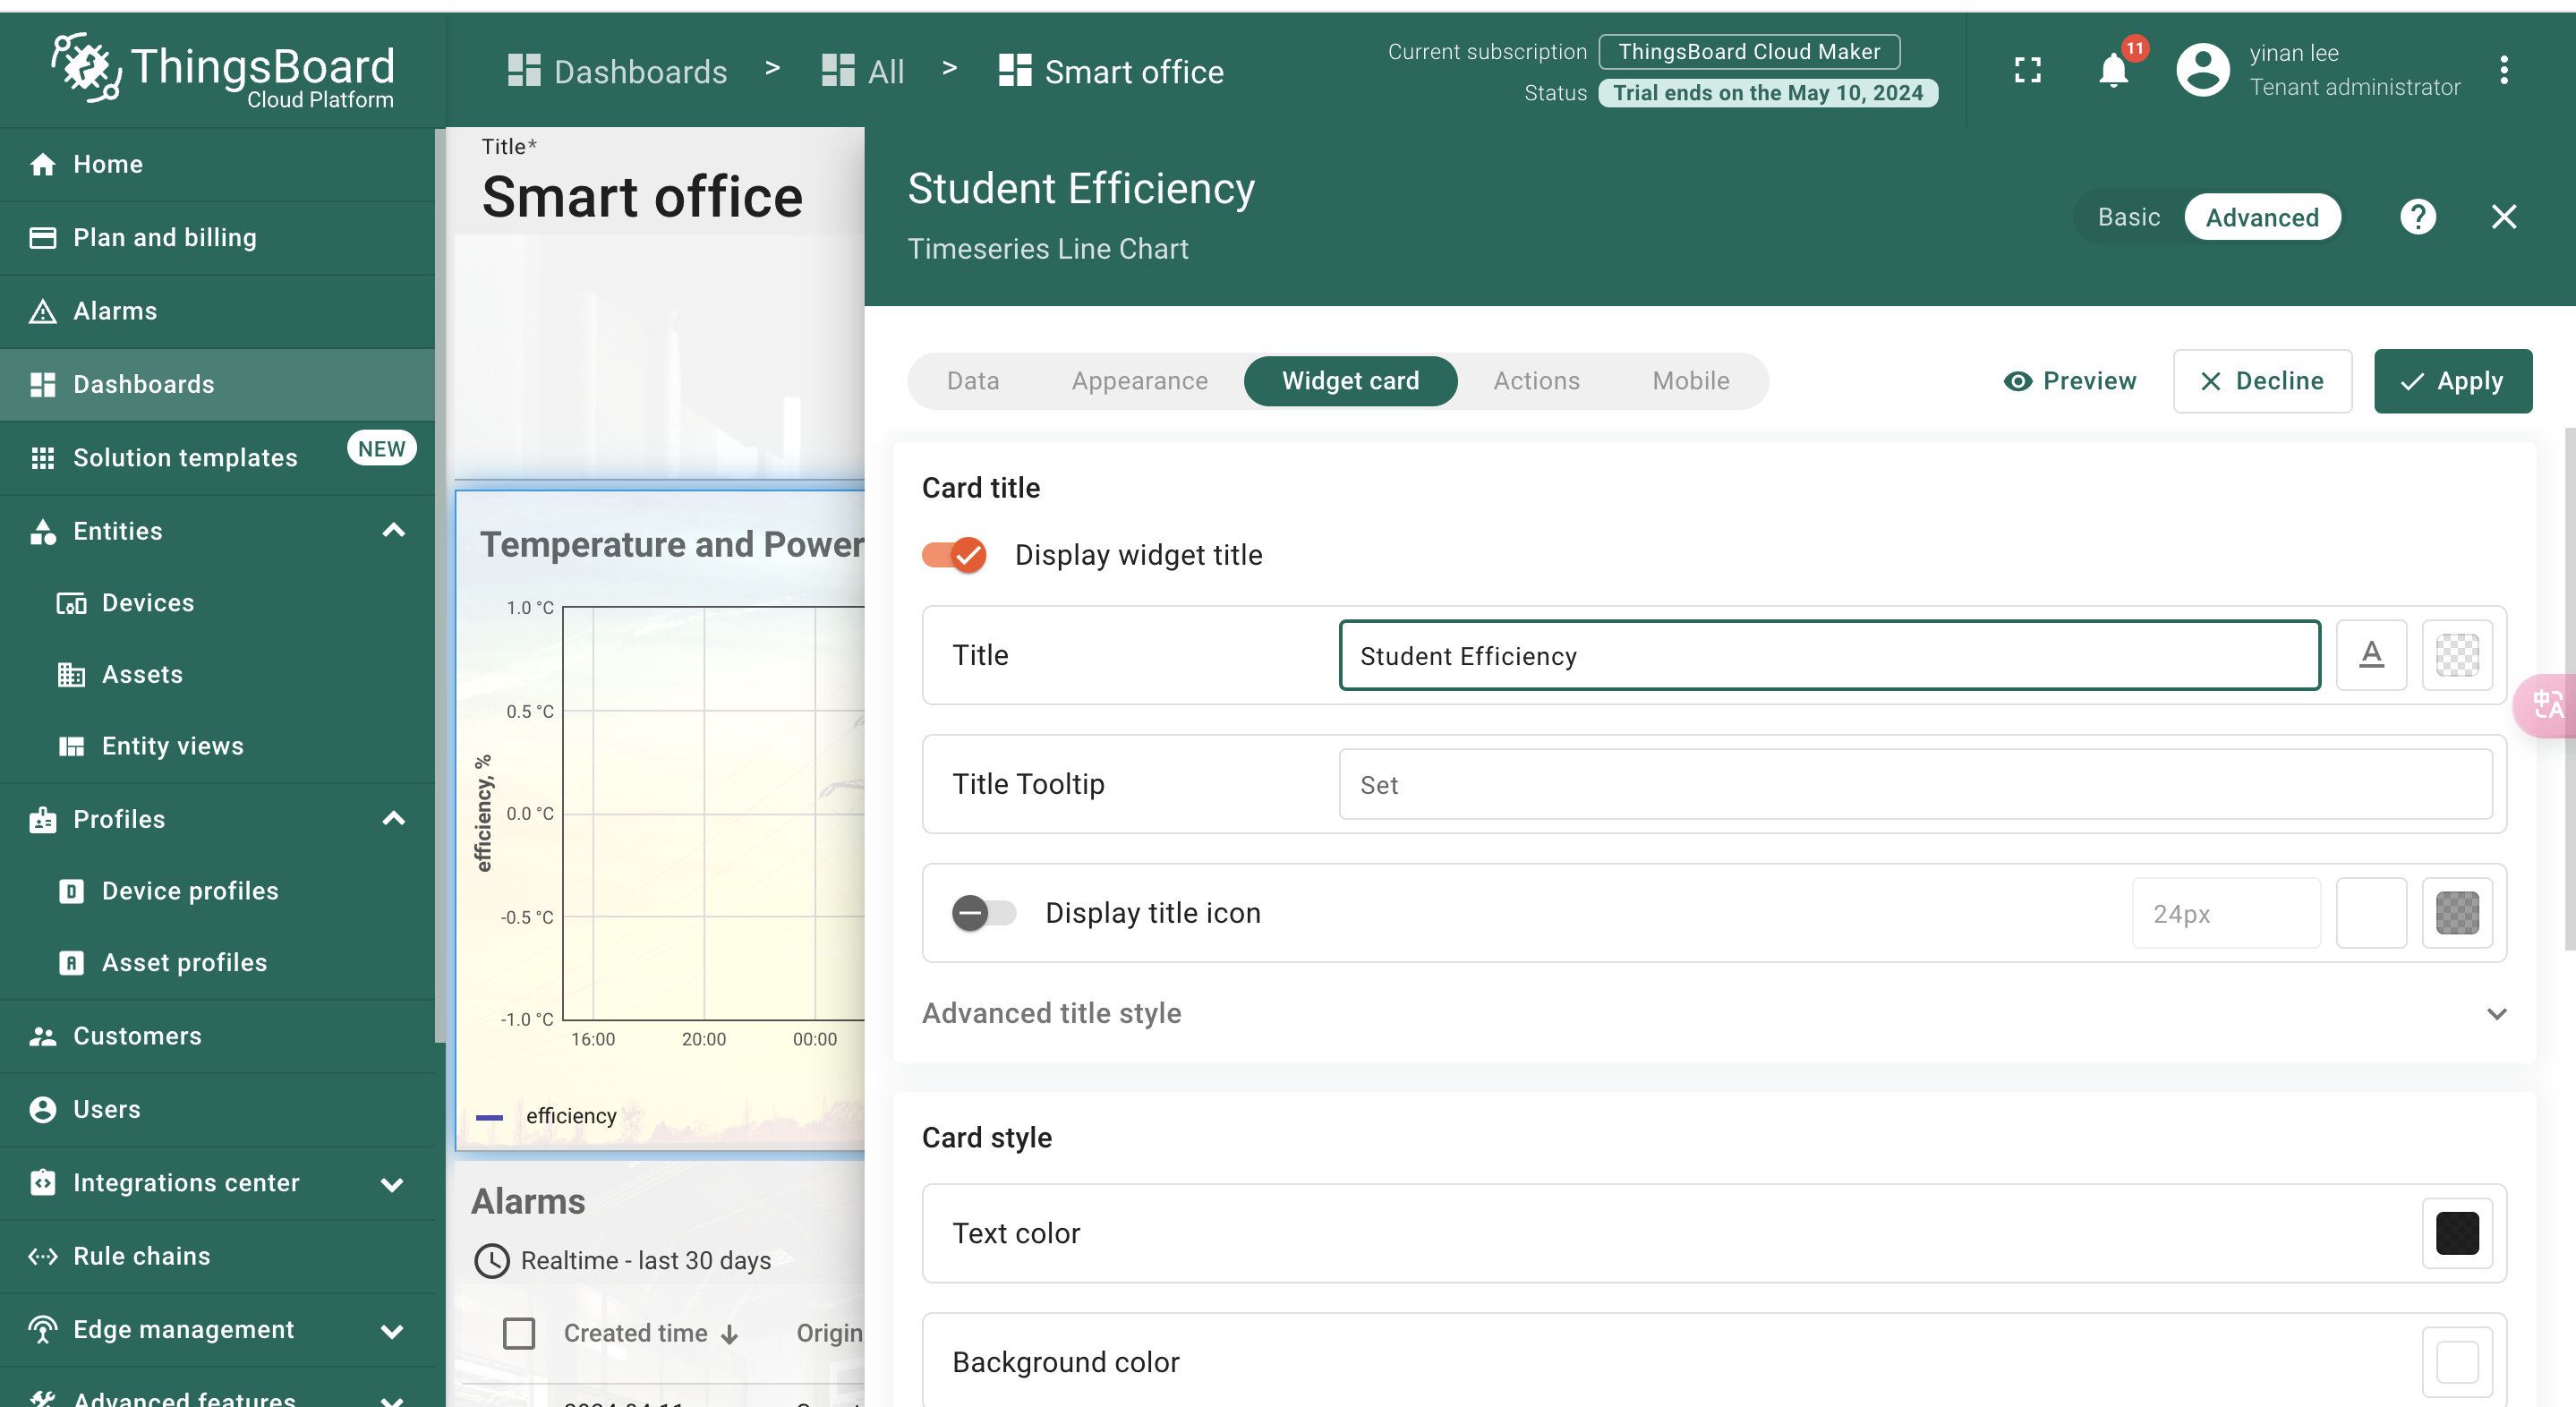 ThingsBoard
Cloud Platform
Dashboards > All > Smart office
Current subscription ThingsBoard Cloud Maker
Status Trial ends on the May 10, 2024
11
yinan lee
Tenant administrator
Home
Plan and billing
Alarms
Dashboards
Solution templates NEW
Entities
Devices
Assets
Entity views
Profiles
Device profiles
Asset profiles
Customers
Users
Integrations center
Rule chains
Edge management
Advanced features
Title*
Smart office
Temperature and Power
1.0 °C
0.5 °C
0.0 °C
-0.5 °C
-1.0 °C
efficiency, %
16:00 20:00 00:00
efficiency
Alarms
Realtime - last 30 days
Created time Origin
Student Efficiency
Timeseries Line Chart
Basic Advanced
Data Appearance Widget card Actions Mobile
Preview Decline Apply
Card title
Display widget title
Title Student Efficiency
Title Tooltip Set
Display title icon 24px
Advanced title style
Card style
Text color
Background color